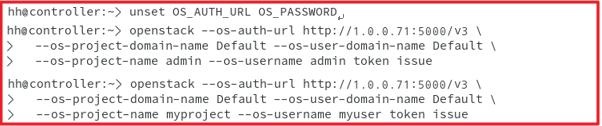 hh@controller:~> unset OS_AUTH_URL OS_PASSWORD
hh@controller:~> openstack --os-auth-url http://1.0.0.71:5000/v3 \
>   --os-project-domain-name Default --os-user-domain-name Default \
>   --os-project-name admin --os-username admin token issue
hh@controller:~> openstack --os-auth-url http://1.0.0.71:5000/v3 \
>   --os-project-domain-name Default --os-user-domain-name Default \
>   --os-project-name myproject --os-username myuser token issue